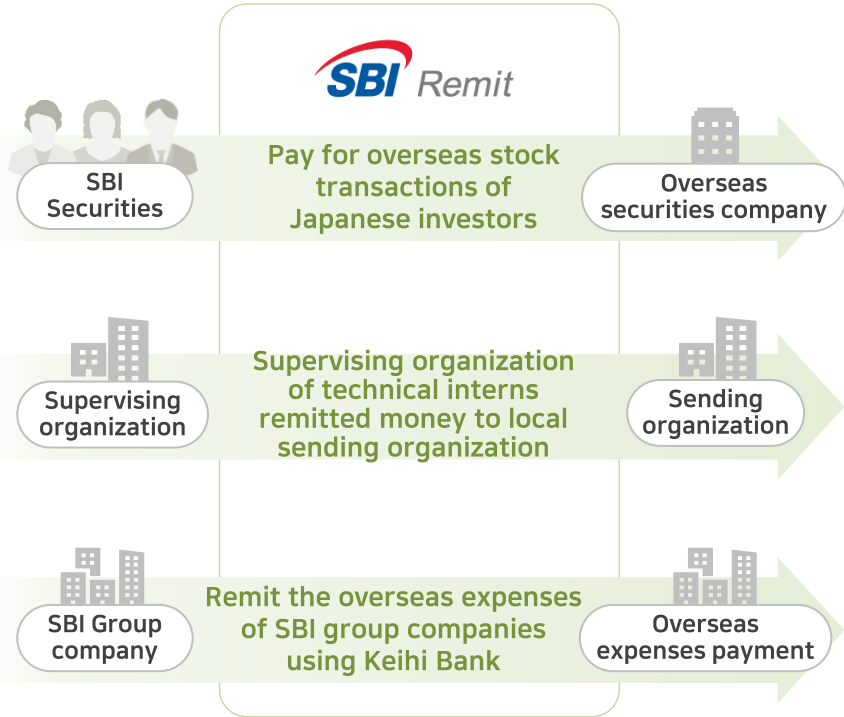 SBI Remit
SBI
Securities
Pay for overseas stock
transactions of
Japanese investors
Overseas
securities company
Supervising
organization
Supervising organization
of technical interns
remitted money to local
sending organization
Sending
organization
SBI Group
company
Remit the overseas expenses
of SBI group companies
using Keihi Bank
Overseas
expenses payment